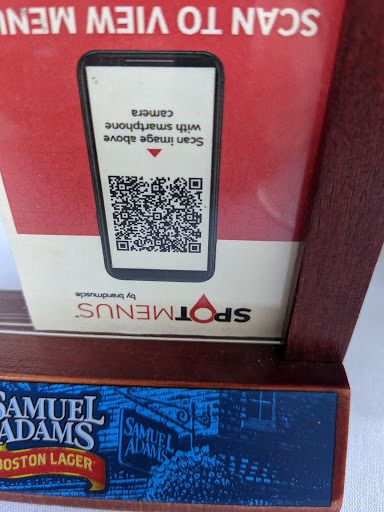 SPOTMENUS
by brandmuscle
Scan image above
with smartphone
camera
SCAN TO VIEW MENU
SAMUEL
ADAMS
BOSTON LAGER
SAMUEL
ADAMS